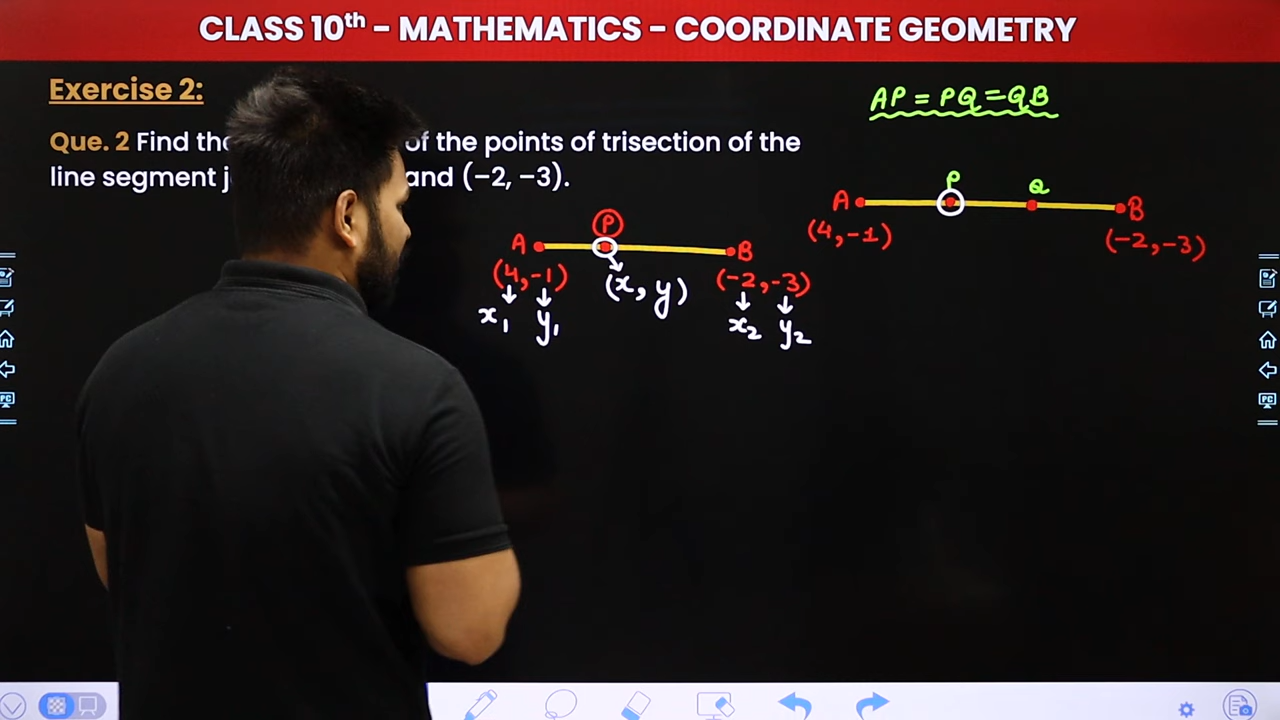 CLASS 10th - MATHEMATICS - COORDINATE GEOMETRY
Exercise 2:
Que. 2 Find the of the points of trisection of the
line segment j and (−2, −3).
AP = PQ = QB
A P Q B
(4, -1) (-2, -3)
A P B
(4, -1) (x, y) (-2, -3)
x₁ y₁ x₂ y₂